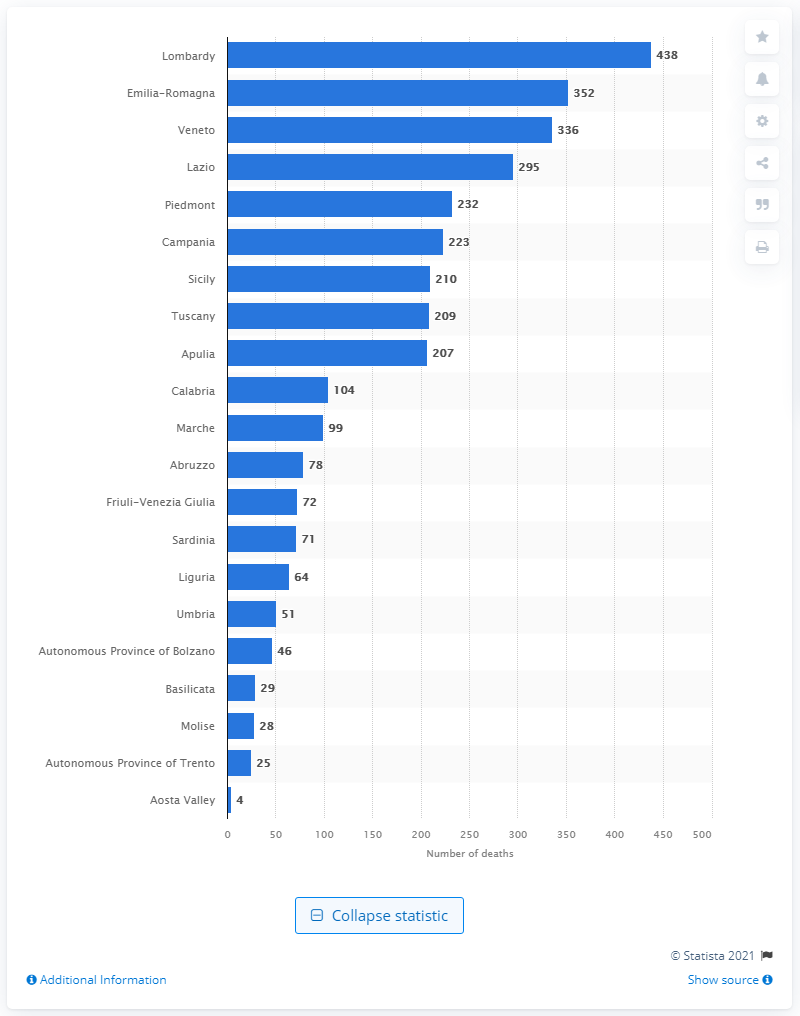 Lombardy 438
Emilia-Romagna 352
Veneto 336
Lazio 295
Piedmont 232
Campania 223
Sicily 210
Tuscany 209
Apulia 207
Calabria 104
Marche 99
Abruzzo 78
Friuli-Venezia Giulia 72
Sardinia 71
Liguria 64
Umbria 51
Autonomous Province of Bolzano 46
Basilicata 29
Molise 28
Autonomous Province of Trento 25
Aosta Valley 4
0 50 100 150 200 250 300 350 400 450 500
Number of deaths
Collapse statistic
© Statista 2021
Additional Information Show source